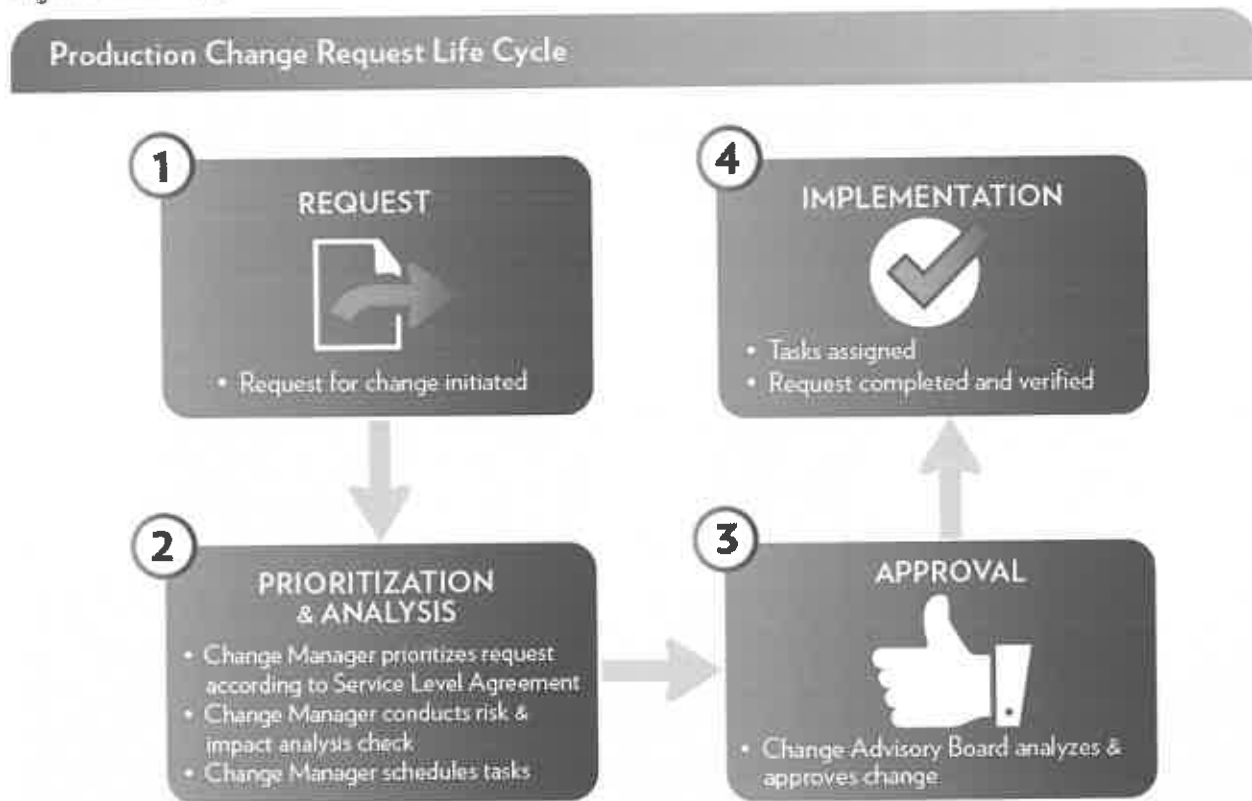 Production Change Request Life Cycle
1
REQUEST
• Request for change initiated
2
PRIORITIZATION
& ANALYSIS
• Change Manager prioritizes request
according to Service Level Agreement
• Change Manager conducts risk &
impact analysis check
• Change Manager schedules tasks
3
APPROVAL
• Change Advisory Board analyzes &
approves change
4
IMPLEMENTATION
• Tasks assigned
• Request completed and verified